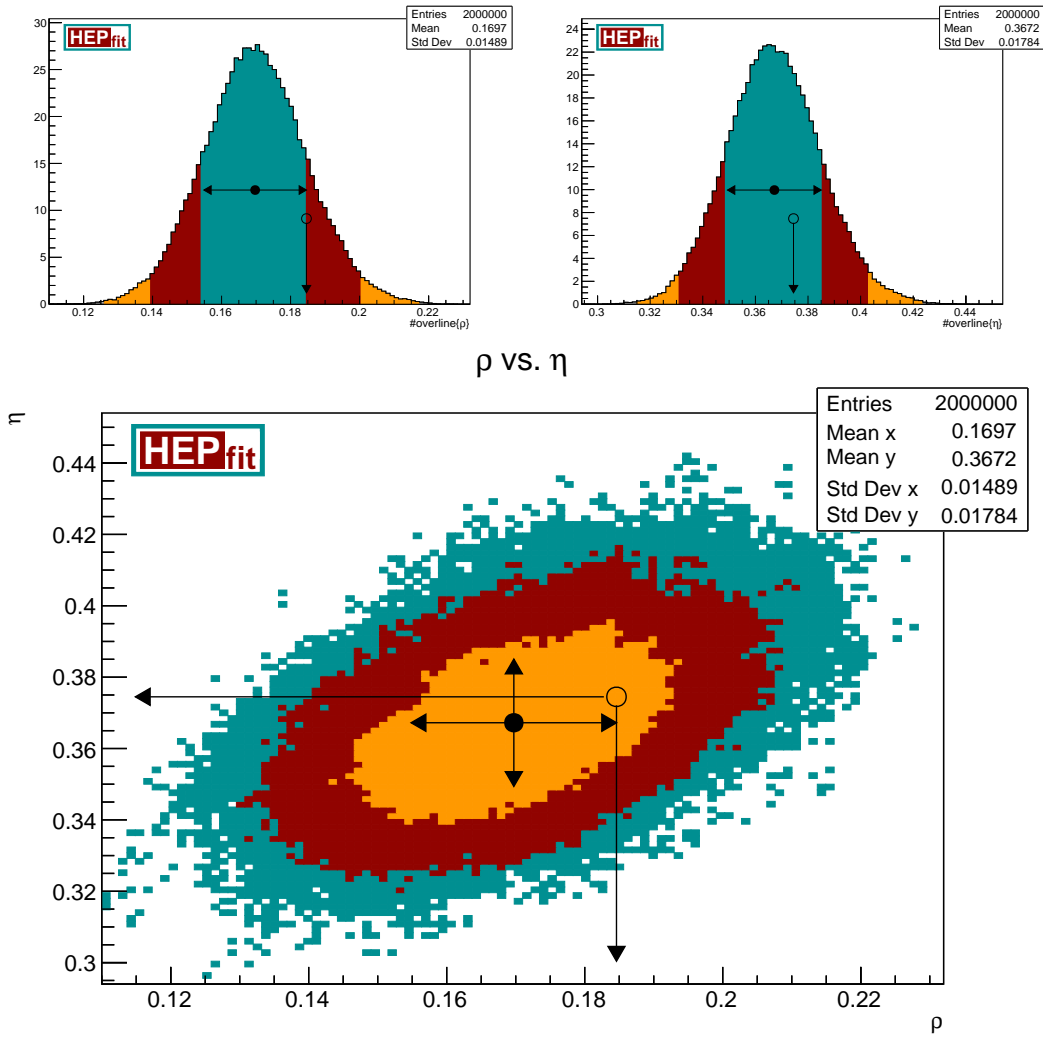 HEPfit
Entries 2000000
Mean 0.1697
Std Dev 0.01489
30
25
20
15
10
5
0
0.12 0.14 0.16 0.18 0.2 0.22
#overline{ρ}
HEPfit
Entries 2000000
Mean 0.3672
Std Dev 0.01784
24
22
20
18
16
14
12
10
8
6
4
2
0
0.3 0.32 0.34 0.36 0.38 0.4 0.42 0.44
#overline{η}
ρ vs. η
η
HEPfit
Entries 2000000
Mean x 0.1697
Mean y 0.3672
Std Dev x 0.01489
Std Dev y 0.01784
0.44
0.42
0.4
0.38
0.36
0.34
0.32
0.3
0.12 0.14 0.16 0.18 0.2 0.22
ρ